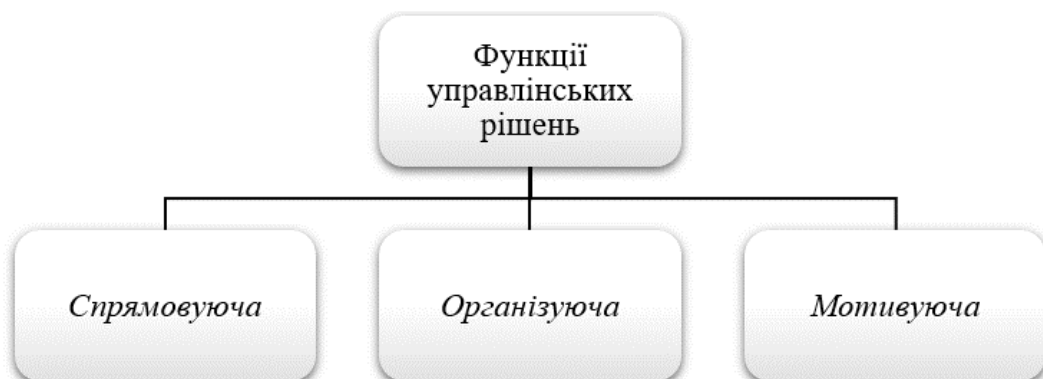 Функції
управлінських
рішень
Спрямовуюча
Організуюча
Мотивуюча